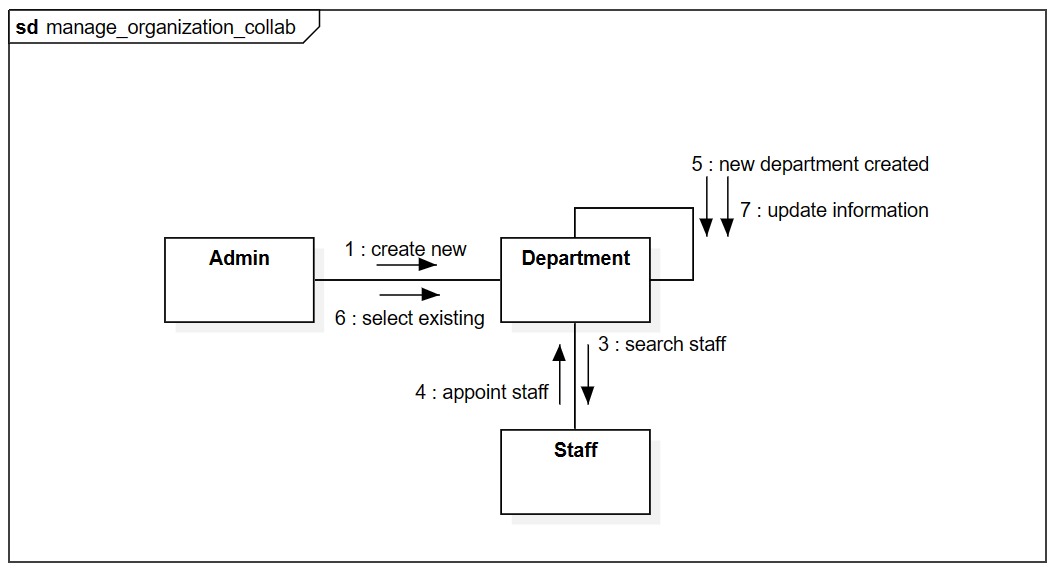 sd manage_organization_collab
5 : new department created
7 : update information
1 : create new
Admin
Department
6 : select existing
3 : search staff
4 : appoint staff
Staff